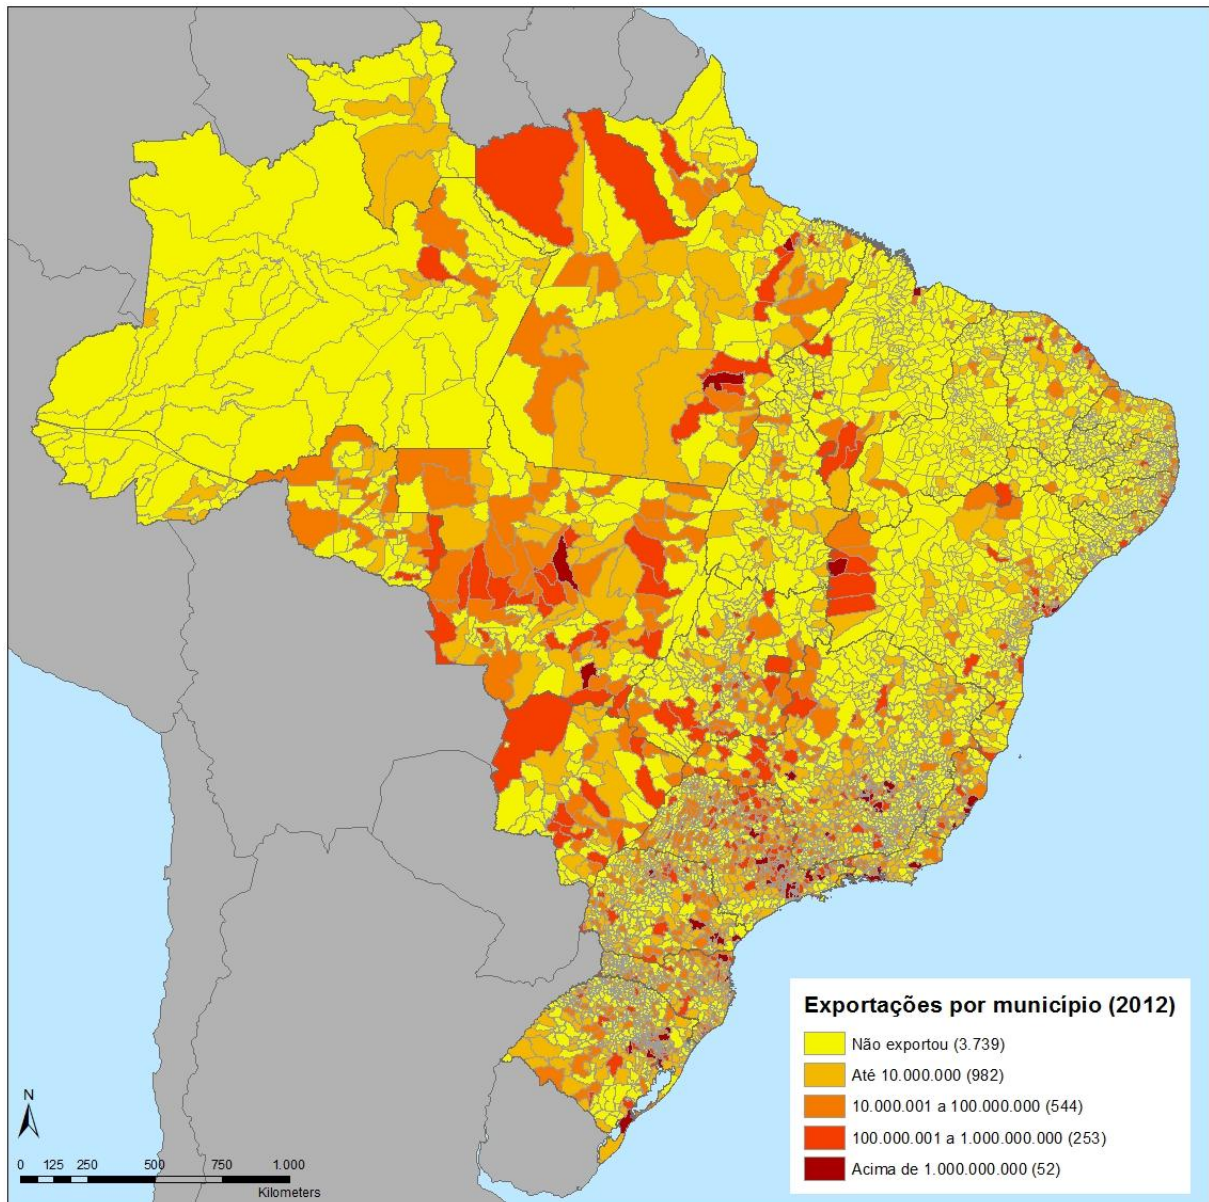 Exportações por município (2012)
Não exportou (3.739)
Até 10.000.000 (982)
10.000.001 a 100.000.000 (544)
100.000.001 a 1.000.000.000 (253)
Acima de 1.000.000.000 (52)
N
0 125 250 500 750 1.000
Kilometers